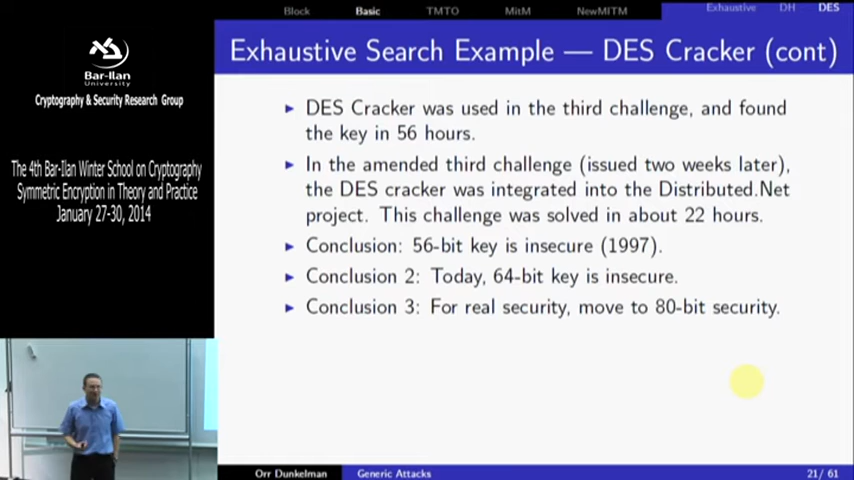 Block Basic TMTO MitM NewMITM Exhaustive DH DES
Exhaustive Search Example — DES Cracker (cont)
Bar-Ilan
University
Cryptography & Security Research Group
The 4th Bar-Ilan Winter School on Cryptography
Symmetric Encryption in Theory and Practice
January 27-30, 2014
► DES Cracker was used in the third challenge, and found
the key in 56 hours.
► In the amended third challenge (issued two weeks later),
the DES cracker was integrated into the Distributed.Net
project. This challenge was solved in about 22 hours.
► Conclusion: 56-bit key is insecure (1997).
► Conclusion 2: Today, 64-bit key is insecure.
► Conclusion 3: For real security, move to 80-bit security.
Orr Dunkelman Generic Attacks 21/ 61